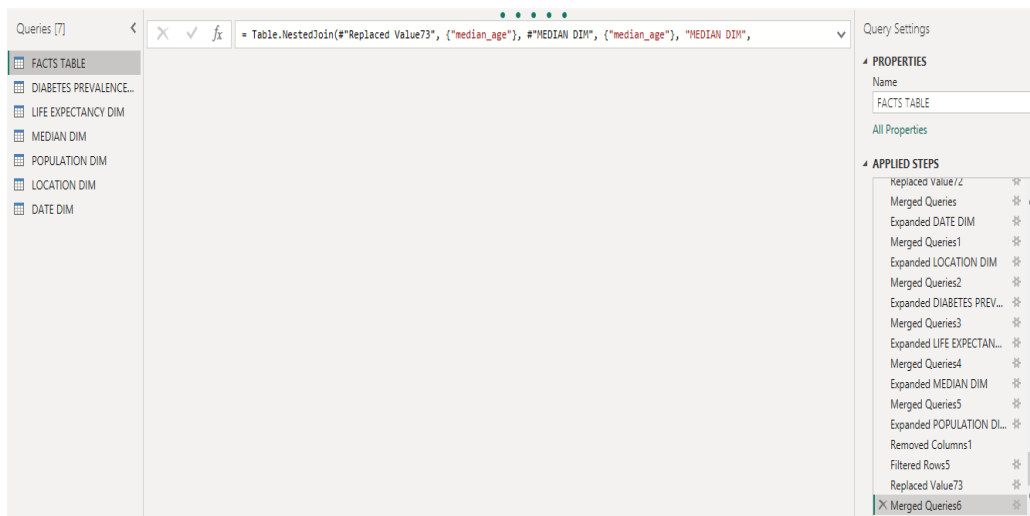 Queries [7]
FACTS TABLE
DIABETES PREVALENCE...
LIFE EXPECTANCY DIM
MEDIAN DIM
POPULATION DIM
LOCATION DIM
DATE DIM
fx
= Table.NestedJoin(#"Replaced Value73", {"median_age"}, #"MEDIAN DIM", {"median_age"}, "MEDIAN DIM",
Query Settings
PROPERTIES
Name
FACTS TABLE
All Properties
APPLIED STEPS
Replaced Value72
Merged Queries
Expanded DATE DIM
Merged Queries1
Expanded LOCATION DIM
Merged Queries2
Expanded DIABETES PREV...
Merged Queries3
Expanded LIFE EXPECTAN...
Merged Queries4
Expanded MEDIAN DIM
Merged Queries5
Expanded POPULATION DI...
Removed Columns1
Filtered Rows5
Replaced Value73
Merged Queries6